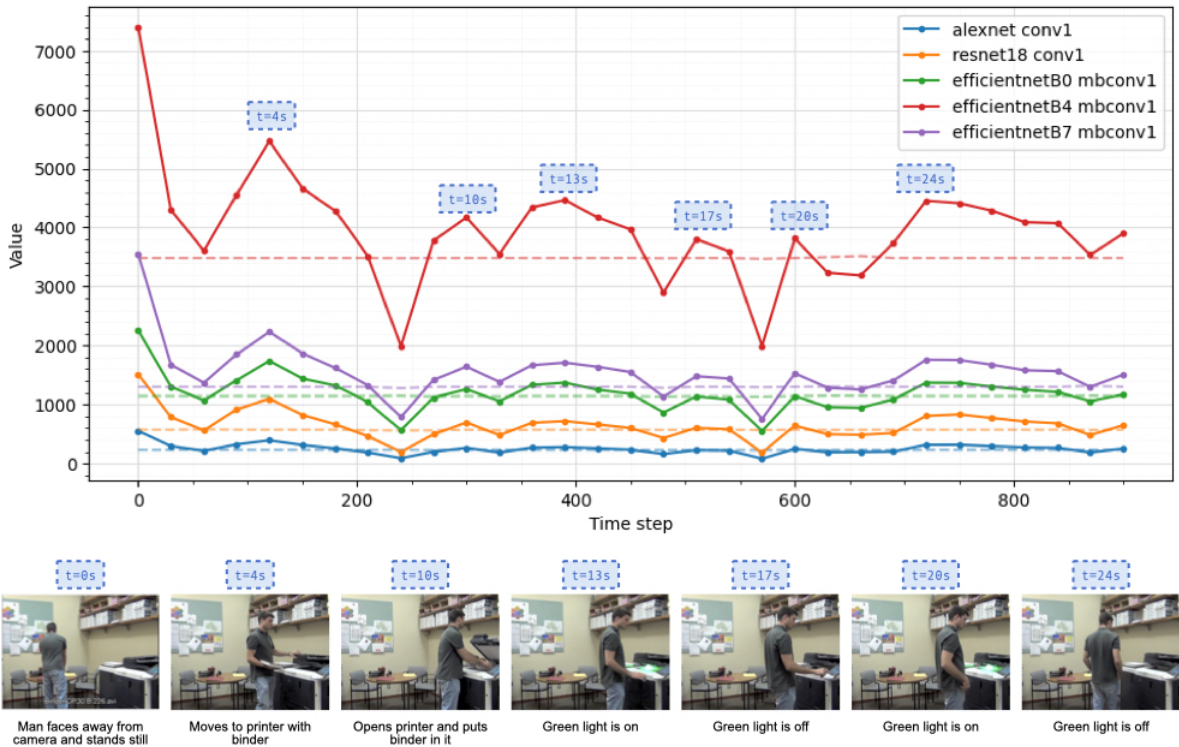 alexnet conv1
resnet18 conv1
efficientnetB0 mbconv1
efficientnetB4 mbconv1
efficientnetB7 mbconv1
t=4s
t=10s
t=13s
t=17s
t=20s
t=24s
Value
7000
6000
5000
4000
3000
2000
1000
0
0
200
400
600
800
Time step
t=0s
t=4s
t=10s
t=13s
t=17s
t=20s
t=24s
Man faces away from
camera and stands still
Moves to printer with
binder
Opens printer and puts
binder in it
Green light is on
Green light is off
Green light is on
Green light is off